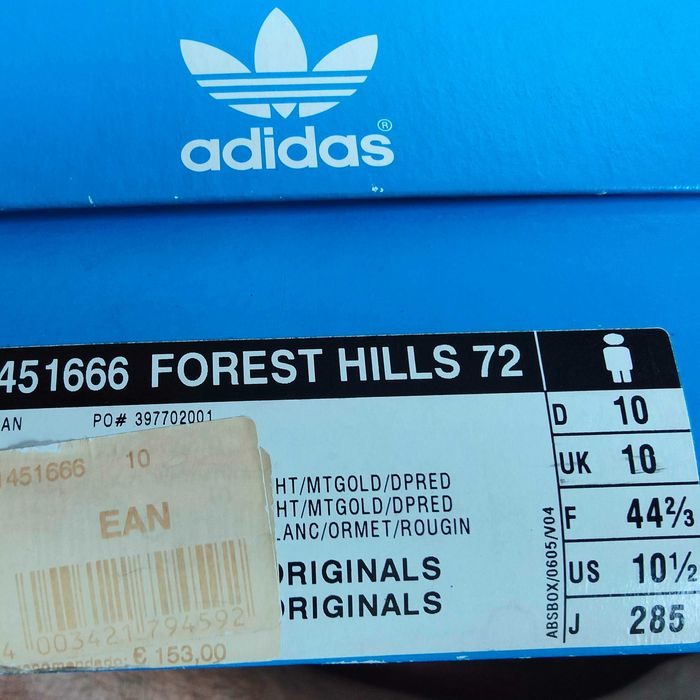 adidas®
451666 FOREST HILLS 72
AN PO# 397702001
1451666 10
EAN
4 003421 794592
€ 153,00
HT/MTGOLD/DPRED
HT/MTGOLD/DPRED
LANC/ORMET/ROUGIN
ORIGINALS
ORIGINALS
ABSBOX/0605/V04
D 10
UK 10
F 44⅔
US 10½
J 285